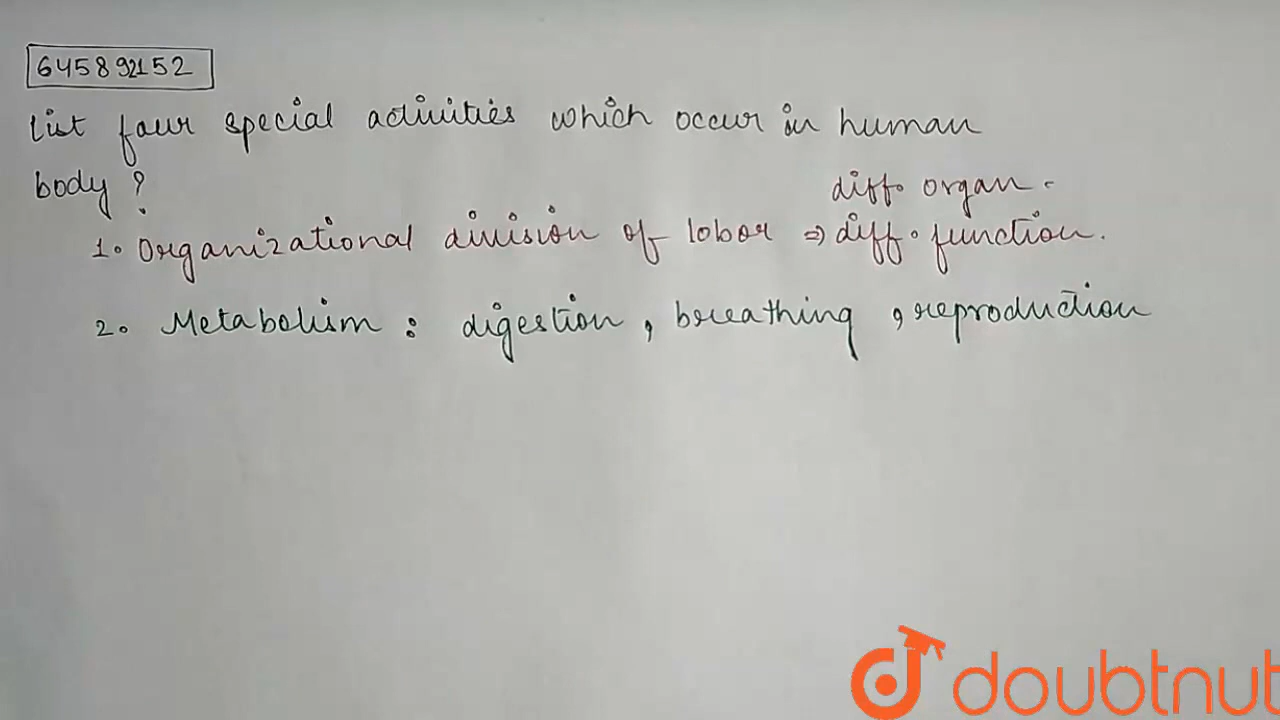 645892152
List four special activities which occur in human
body ?
diff. organ.
1. Organizational division of labor ⇒ diff. function.
2. Metabolism : digestion, breathing, reproduction
doubtnut